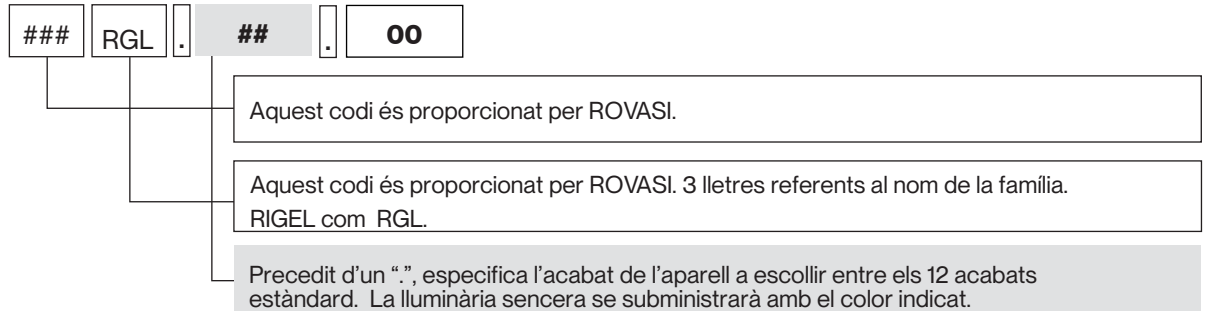 ### RGL . ## . 00
Aquest codi és proporcionat per ROVASI.
Aquest codi és proporcionat per ROVASI. 3 lletres referents al nom de la família.
RIGEL com RGL.
Precedit d’un “.”, especifica l’acabat de l’aparell a escollir entre els 12 acabats
estàndard. La lluminària sencera se subministrarà amb el color indicat.